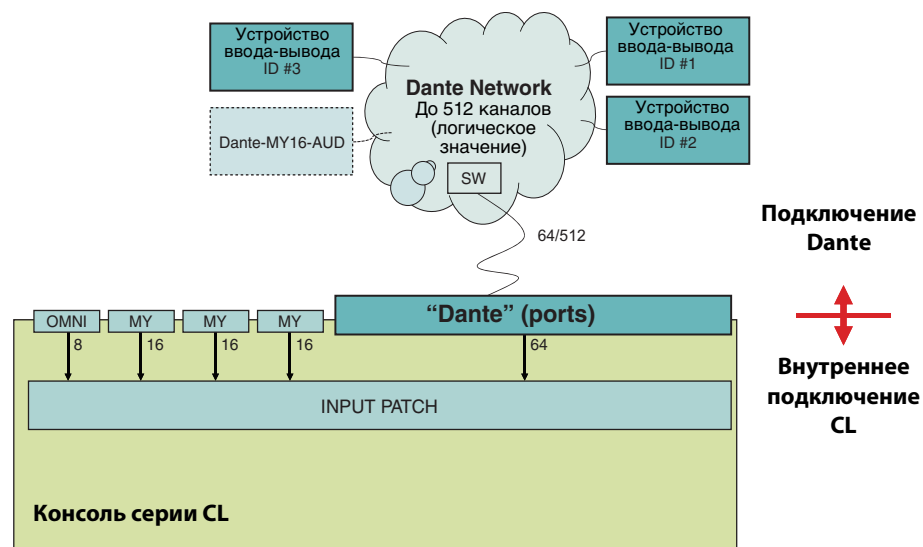 Устройство
ввода-вывода
ID #3
Dante-MY16-AUD
Dante Network
До 512 каналов
(логическое
значение)
SW
Устройство
ввода-вывода
ID #1
Устройство
ввода-вывода
ID #2
64/512
Подключение
Dante
Внутреннее
подключение
CL
OMNI
MY
MY
MY
“Dante” (ports)
8
16
16
16
64
INPUT PATCH
Консоль серии CL